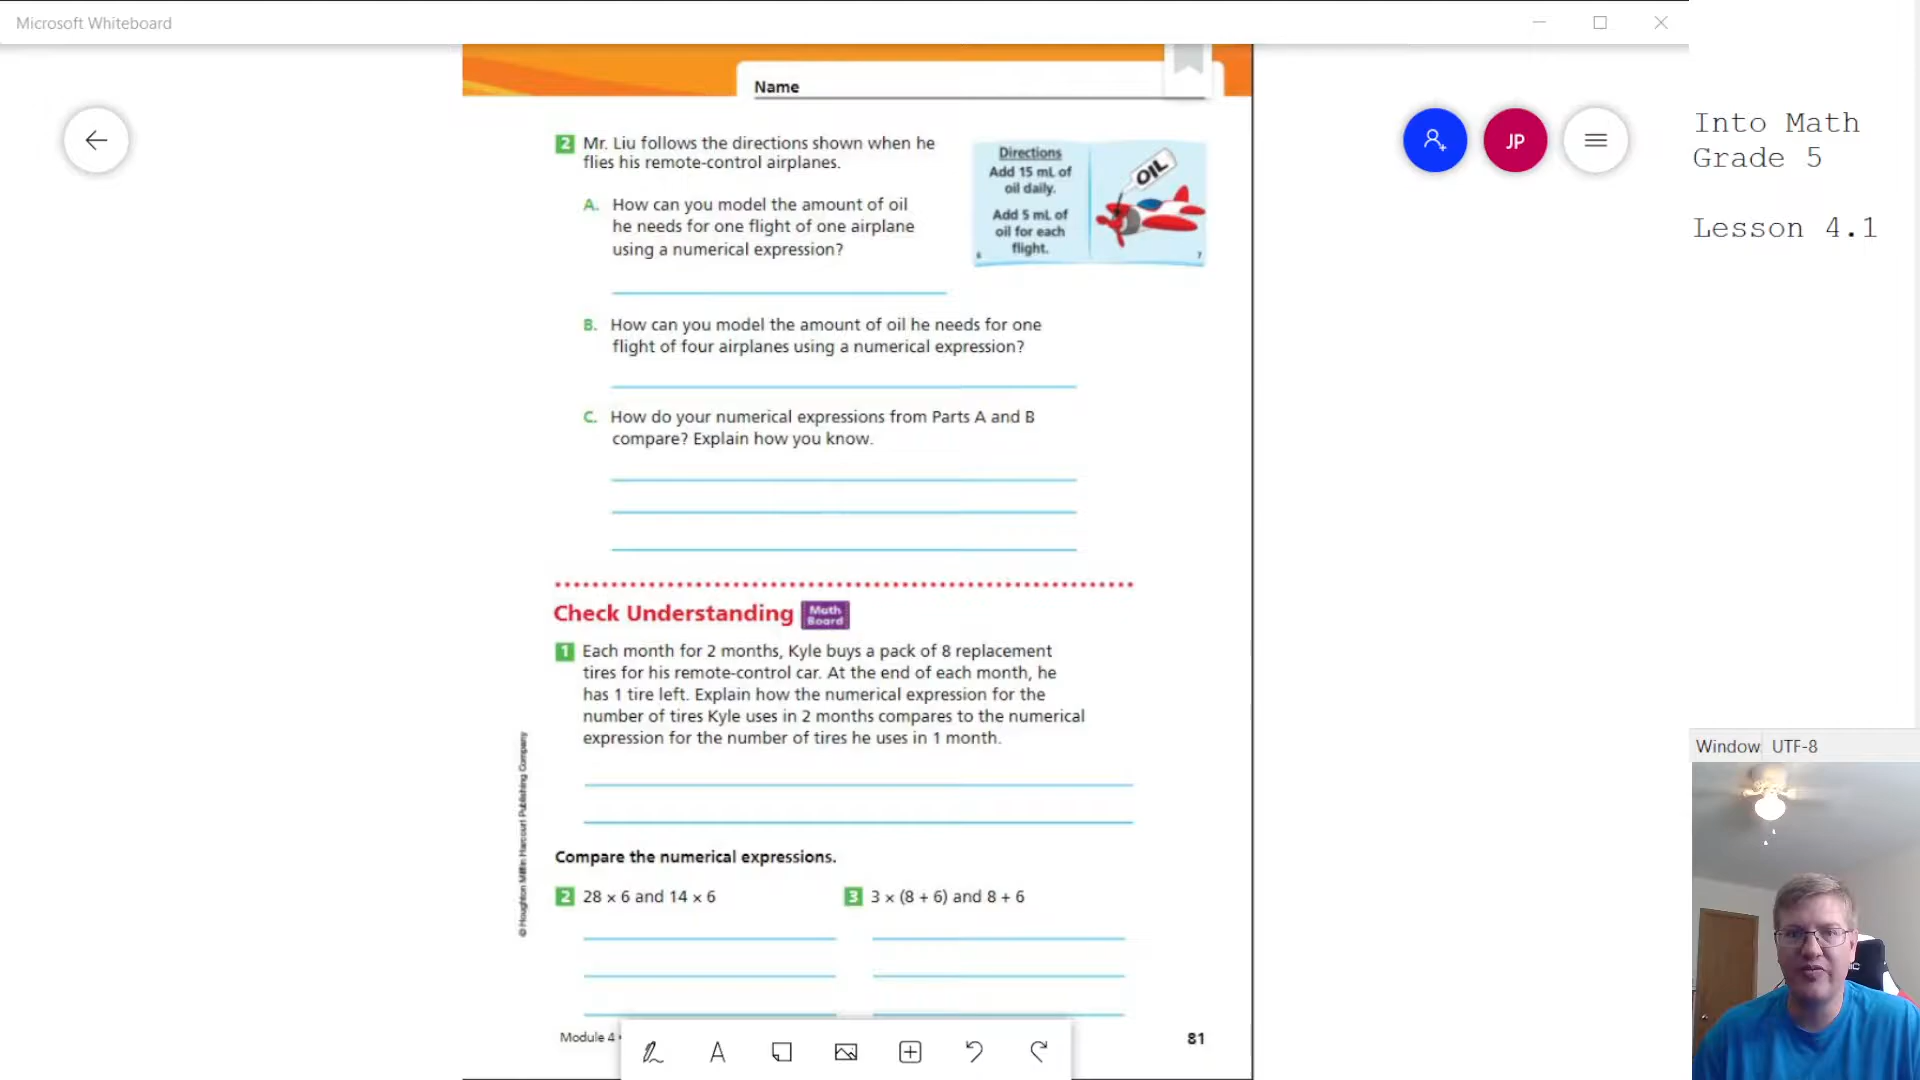 Microsoft Whiteboard
Name
2 Mr. Liu follows the directions shown when he
flies his remote-control airplanes.
Directions
Add 15 mL of
oil daily.
Add 5 mL of
oil for each
flight.
6
OIL
7
A. How can you model the amount of oil
he needs for one flight of one airplane
using a numerical expression?
B. How can you model the amount of oil he needs for one
flight of four airplanes using a numerical expression?
C. How do your numerical expressions from Parts A and B
compare? Explain how you know.
Check Understanding Math Board
1 Each month for 2 months, Kyle buys a pack of 8 replacement
tires for his remote-control car. At the end of each month, he
has 1 tire left. Explain how the numerical expression for the
number of tires Kyle uses in 2 months compares to the numerical
expression for the number of tires he uses in 1 month.
Compare the numerical expressions.
2 28 × 6 and 14 × 6
3 3 × (8 + 6) and 8 + 6
© Houghton Mifflin Harcourt Publishing Company
Module 4 •
81
JP
Into Math
Grade 5
Lesson 4.1
Window UTF-8